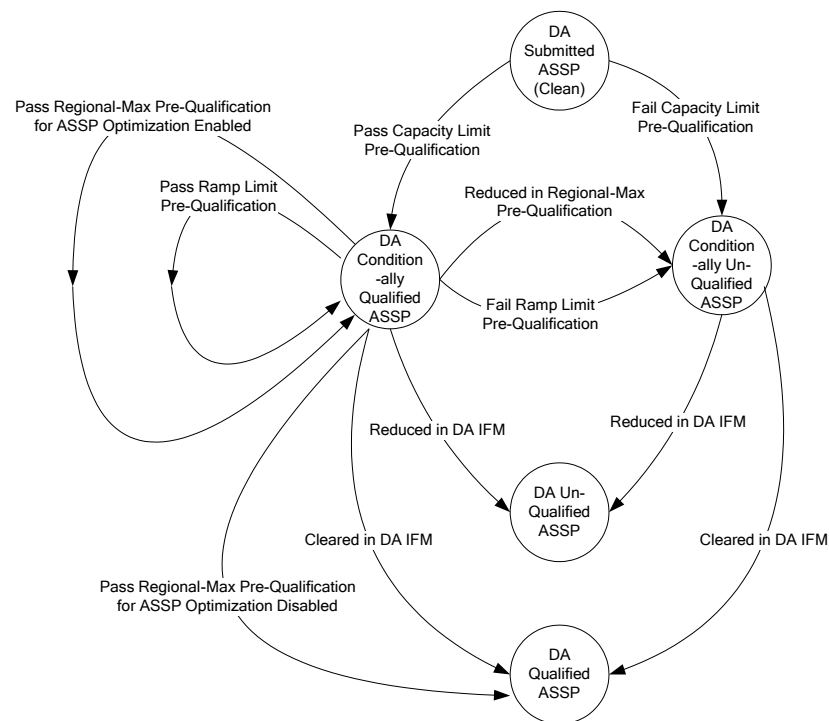 DA
Submitted
ASSP
(Clean)
Pass Regional-Max Pre-Qualification
for ASSP Optimization Enabled
Fail Capacity Limit
Pre-Qualification
Pass Capacity Limit
Pre-Qualification
Pass Ramp Limit
Pre-Qualification
Reduced in Regional-Max
Pre-Qualification
DA
Condition
-ally
Qualified
ASSP
DA
Condition
-ally Un-
Qualified
ASSP
Fail Ramp Limit
Pre-Qualification
Reduced in DA IFM
Reduced in DA IFM
DA Un-
Qualified
ASSP
Cleared in DA IFM
Cleared in DA IFM
Pass Regional-Max Pre-Qualification
for ASSP Optimization Disabled
DA
Qualified
ASSP